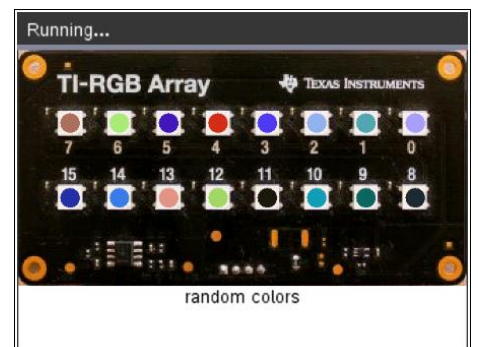 Running...
TI-RGB Array TEXAS INSTRUMENTS
7 6 5 4 3 2 1 0
15 14 13 12 11 10 9 8
random colors